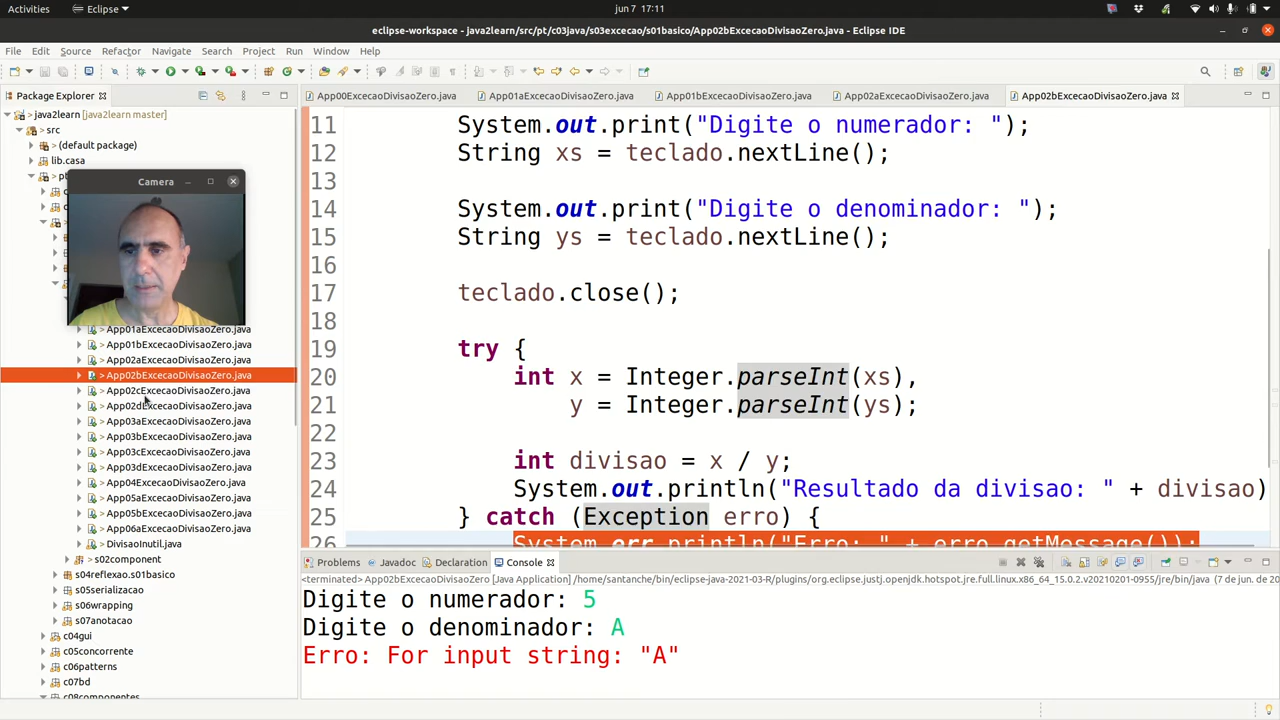 Activities
Eclipse
jun 7 17:11
eclipse-workspace - java2learn/src/pt/c03java/s03excecao/s01basico/App02bExcecaoDivisaoZero.java - Eclipse IDE
File Edit Source Refactor Navigate Search Project Run Window Help
Package Explorer
App00ExcecaoDivisaoZero.java
App01aExcecaoDivisaoZero.java
App01bExcecaoDivisaoZero.java
App02aExcecaoDivisaoZero.java
App02bExcecaoDivisaoZero.java
> java2learn [java2learn master]
> src
> (default package)
lib.casa
Camera
> App01aExcecaoDivisaoZero.java
> App01bExcecaoDivisaoZero.java
> App02aExcecaoDivisaoZero.java
> App02bExcecaoDivisaoZero.java
> App02cExcecaoDivisaoZero.java
> App02dExcecaoDivisaoZero.java
> App03aExcecaoDivisaoZero.java
> App03bExcecaoDivisaoZero.java
> App03cExcecaoDivisaoZero.java
> App03dExcecaoDivisaoZero.java
> App04ExcecaoDivisaoZero.java
> App05aExcecaoDivisaoZero.java
> App05bExcecaoDivisaoZero.java
> App06aExcecaoDivisaoZero.java
> DivisaoInutil.java
> s02component
> s04reflexao.s01basico
> s05serializacao
> s06wrapping
> s07anotacao
> c04gui
> c05concorrente
> c06patterns
> c07bd
> c08componentes
11 System.out.print("Digite o numerador: ");
12 String xs = teclado.nextLine();
13
14 System.out.print("Digite o denominador: ");
15 String ys = teclado.nextLine();
16
17 teclado.close();
18
19 try {
20 int x = Integer.parseInt(xs),
21 y = Integer.parseInt(ys);
22
23 int divisao = x / y;
24 System.out.println("Resultado da divisao: " + divisao)
25 } catch (Exception erro) {
26 System.err.println("Erro: " + erro.getMessage());
Problems Javadoc Declaration Console
<terminated> App02bExcecaoDivisaoZero [Java Application] /home/santanche/bin/eclipse-java-2021-03-R/plugins/org.eclipse.justj.openjdk.hotspot.jre.full.linux.x86_64_15.0.2.v20210201-0955/jre/bin/java (7 de jun. de 20
Digite o numerador: 5
Digite o denominador: A
Erro: For input string: "A"